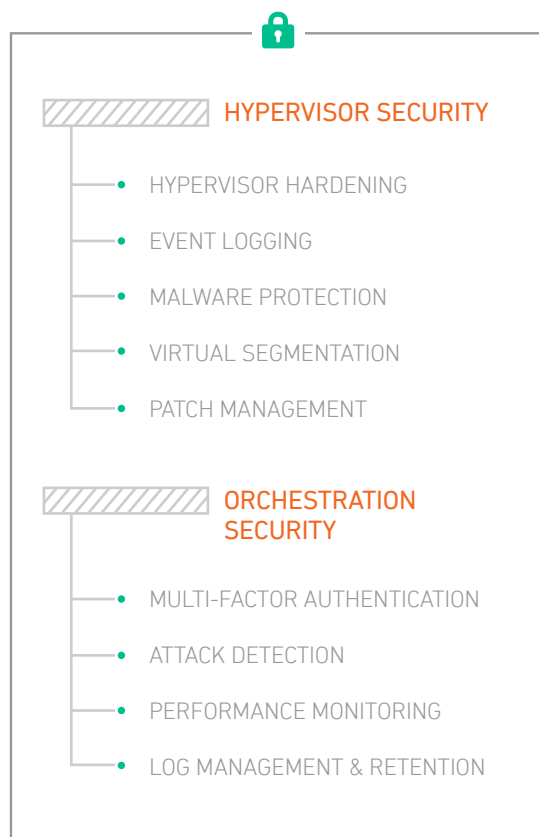 HYPERVISOR SECURITY
HYPERVISOR HARDENING
EVENT LOGGING
MALWARE PROTECTION
VIRTUAL SEGMENTATION
PATCH MANAGEMENT
ORCHESTRATION
SECURITY
MULTI-FACTOR AUTHENTICATION
ATTACK DETECTION
PERFORMANCE MONITORING
LOG MANAGEMENT & RETENTION